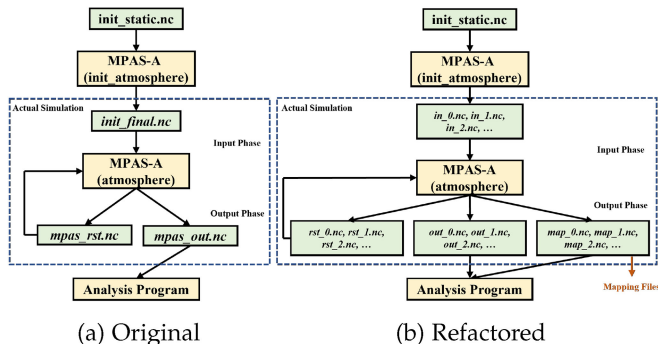 init_static.nc
MPAS-A
(init_atmosphere)
Actual Simulation
init_final.nc
Input Phase
MPAS-A
(atmosphere)
Output Phase
mpas_rst.nc
mpas_out.nc
Analysis Program
(a) Original
init_static.nc
MPAS-A
(init_atmosphere)
Actual Simulation
in_0.nc, in_1.nc,
in_2.nc, ...
Input Phase
MPAS-A
(atmosphere)
Output Phase
rst_0.nc, rst_1.nc,
rst_2.nc, ...
out_0.nc, out_1.nc,
out_2.nc, ...
map_0.nc, map_1.nc,
map_2.nc, ...
Analysis Program
Mapping Files
(b) Refactored